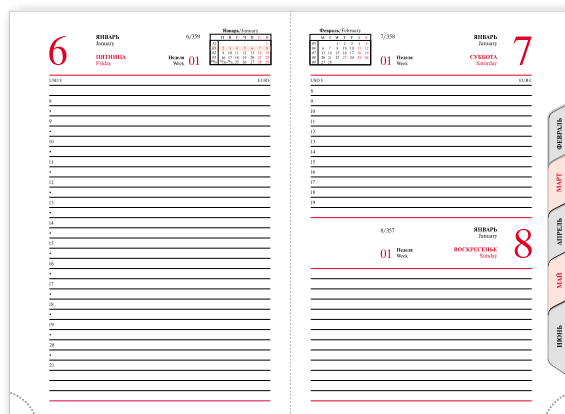 6
ЯНВАРЬ
January
ПЯТНИЦА
Friday
6/359
Неделя
Week
01
Январь/January
USD $
EUR €
8
9
10
11
12
13
14
15
16
17
18
19
20
21
Февраль/February
M T W T F S S
7/358
Неделя
Week
01
ЯНВАРЬ
January
СУББОТА
Saturday
7
USD $
EUR €
8
9
10
11
12
13
14
15
16
17
18
19
8/357
01
Неделя
Week
ЯНВАРЬ
January
ВОСКРЕСЕНЬЕ
Sunday
8
ФЕВРАЛЬ
МАРТ
АПРЕЛЬ
МАЙ
ИЮНЬ